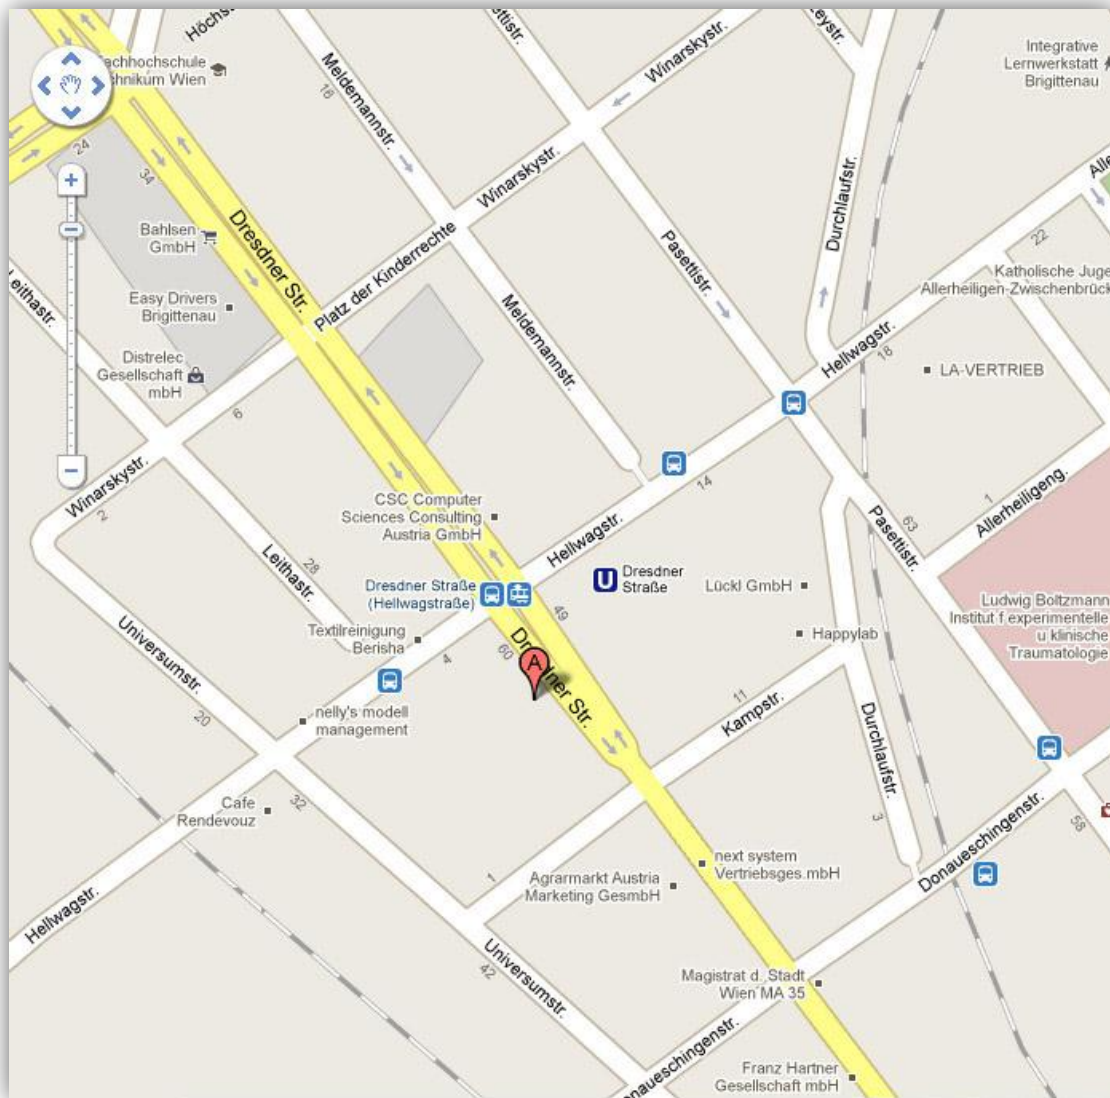 Höchs
Fachhochschule
Technikum Wien
Meldemannstr.
16
settistr.
Winarskystr.
eystr.
Integrative
Lernwerkstatt
Brigittenau
24
34
Bahlsen
GmbH
Dresdner Str.
Winarskystr.
Durchlaufstr.
Alle
22
Pasettistr.
Katholische Juge
Allerheiligen-Zwischenbrück
Leithastr.
Easy Drivers
Brigittenau
Platz der Kinderrechte
Meldemannstr.
Hellwagstr.
18
LA-VERTRIEB
Distrelec
Gesellschaft
mbH
6
Winarskystr.
2
14
CSC Computer
Sciences Consulting
Austria GmbH
Hellwagstr.
63
Pasettistr.
1
Allerheiligeng.
28
Leithastr.
Dresdner Straße
(Hellwagstraße)
U
Dresdner
Straße
Lückl GmbH
49
Ludwig Boltzmann
Institut f experimentelle
u klinische
Traumatologie
Textilreinigung
Berisha
4
60
A
Dresdner Str.
Happylab
Universumstr.
20
nelly's modell
management
11
Kampstr.
Durchlaufstr.
3
Cafe
Rendevouz
32
58
Donaueschingenstr.
next system
Vertriebsges.mbH
1
Agrarmarkt Austria
Marketing GesmbH
Hellwagstr.
Universumstr.
42
Magistrat d. Stadt
Wien MA 35
onaueschingenstr.
Franz Hartner
Gesellschaft mbH